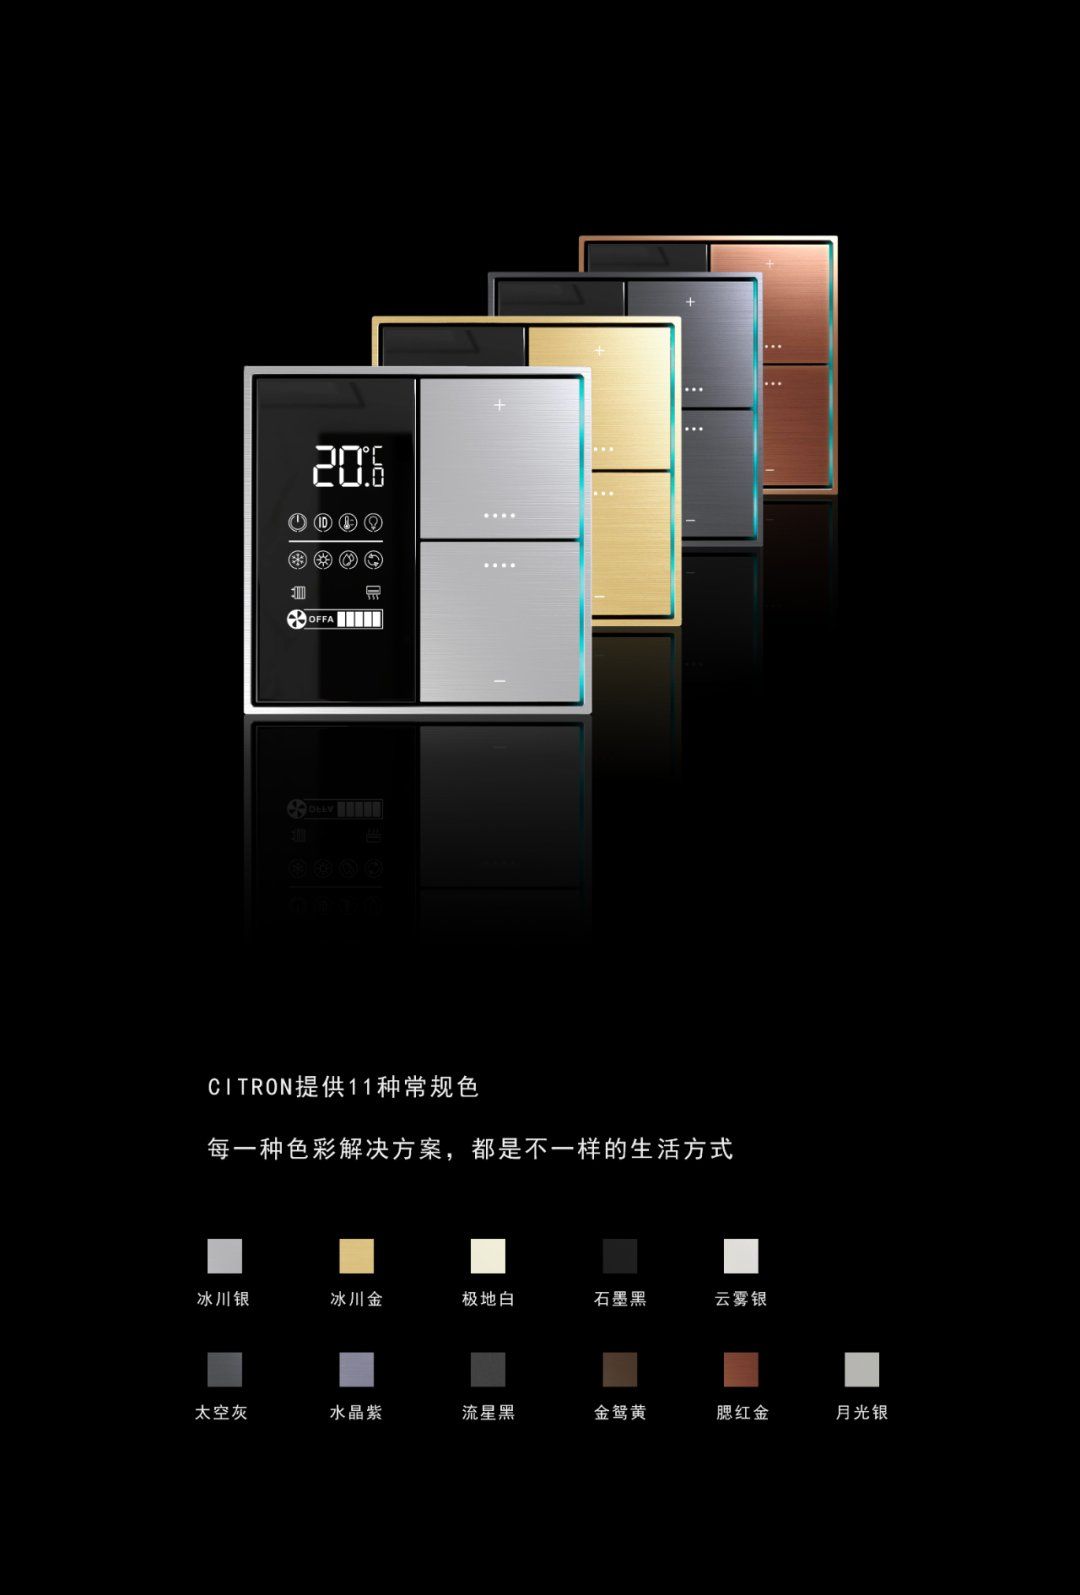 20.0℃
ID
OFFA
CITRON提供11种常规色
每一种色彩解决方案，都是不一样的生活方式
冰川银 冰川金 极地白 石墨黑 云雾银
太空灰 水晶紫 流星黑 金鸳黄 腮红金 月光银